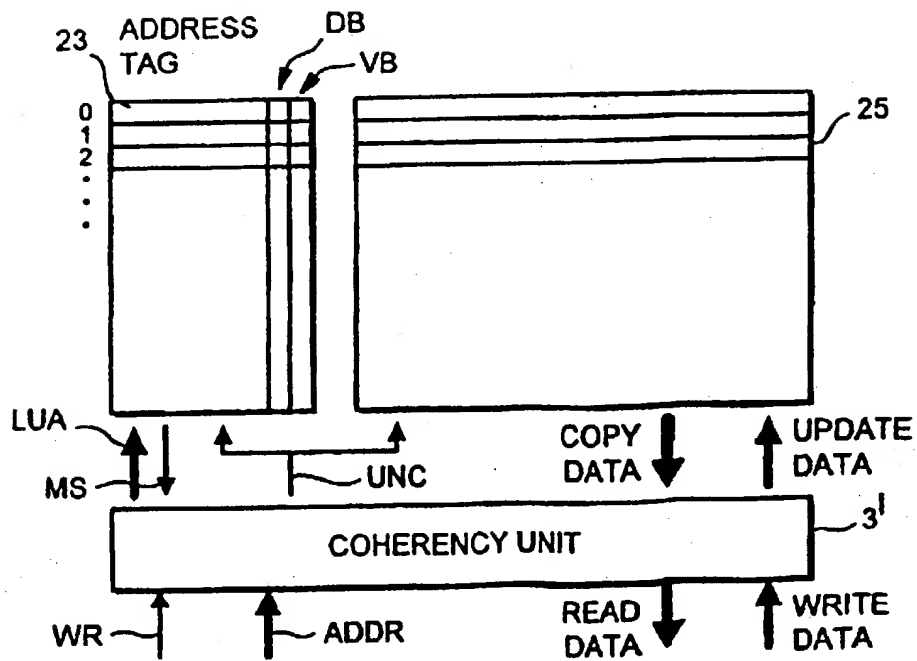 23
ADDRESS
TAG
DB
VB
0
1
2
25
LUA
MS
UNC
COPY
DATA
UPDATE
DATA
COHERENCY UNIT
3'
WR
ADDR
READ
DATA
WRITE
DATA